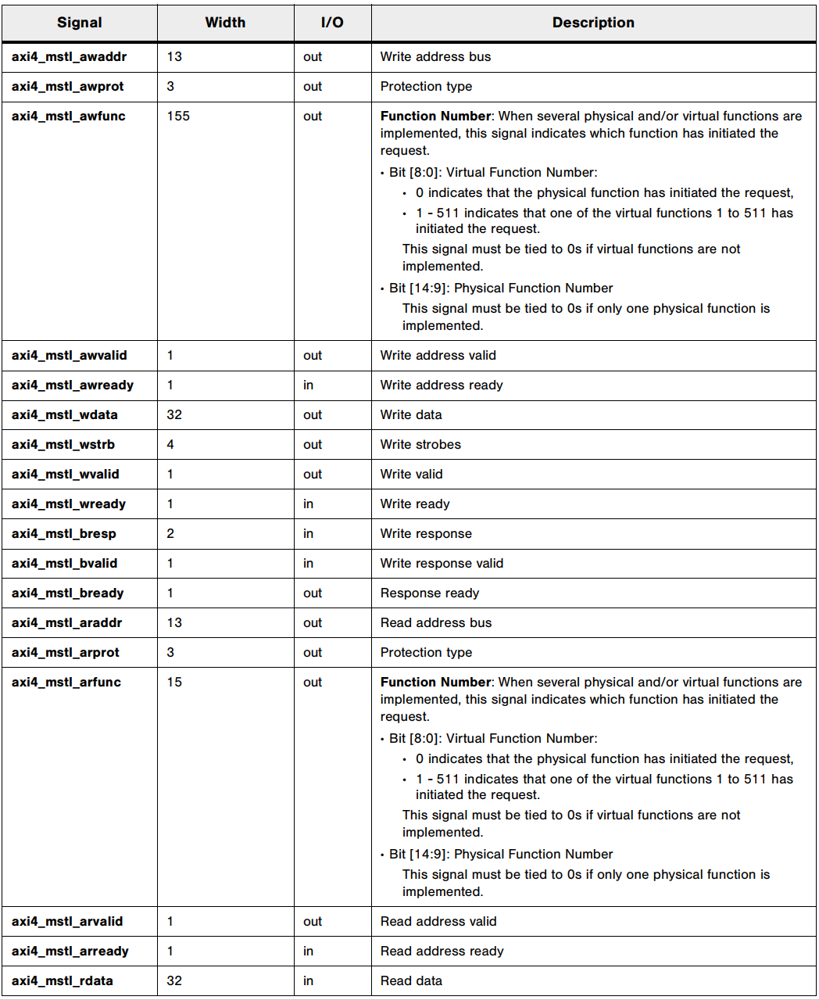 Signal Width I/O Description
axi4_mstl_awaddr 13 out Write address bus
axi4_mstl_awprot 3 out Protection type
axi4_mstl_awfunc 155 out Function Number: When several physical and/or virtual functions are
implemented, this signal indicates which function has initiated the
request.
• Bit [8:0]: Virtual Function Number:
• 0 indicates that the physical function has initiated the request,
• 1 - 511 indicates that one of the virtual functions 1 to 511 has
initiated the request.
This signal must be tied to 0s if virtual functions are not
implemented.
• Bit [14:9]: Physical Function Number
This signal must be tied to 0s if only one physical function is
implemented.
axi4_mstl_awvalid 1 out Write address valid
axi4_mstl_awready 1 in Write address ready
axi4_mstl_wdata 32 out Write data
axi4_mstl_wstrb 4 out Write strobes
axi4_mstl_wvalid 1 out Write valid
axi4_mstl_wready 1 in Write ready
axi4_mstl_bresp 2 in Write response
axi4_mstl_bvalid 1 in Write response valid
axi4_mstl_bready 1 out Response ready
axi4_mstl_araddr 13 out Read address bus
axi4_mstl_arprot 3 out Protection type
axi4_mstl_arfunc 15 out Function Number: When several physical and/or virtual functions are
implemented, this signal indicates which function has initiated the
request.
• Bit [8:0]: Virtual Function Number:
• 0 indicates that the physical function has initiated the request,
• 1 - 511 indicates that one of the virtual functions 1 to 511 has
initiated the request.
This signal must be tied to 0s if virtual functions are not
implemented.
• Bit [14:9]: Physical Function Number
This signal must be tied to 0s if only one physical function is
implemented.
axi4_mstl_arvalid 1 out Read address valid
axi4_mstl_arready 1 in Read address ready
axi4_mstl_rdata 32 in Read data